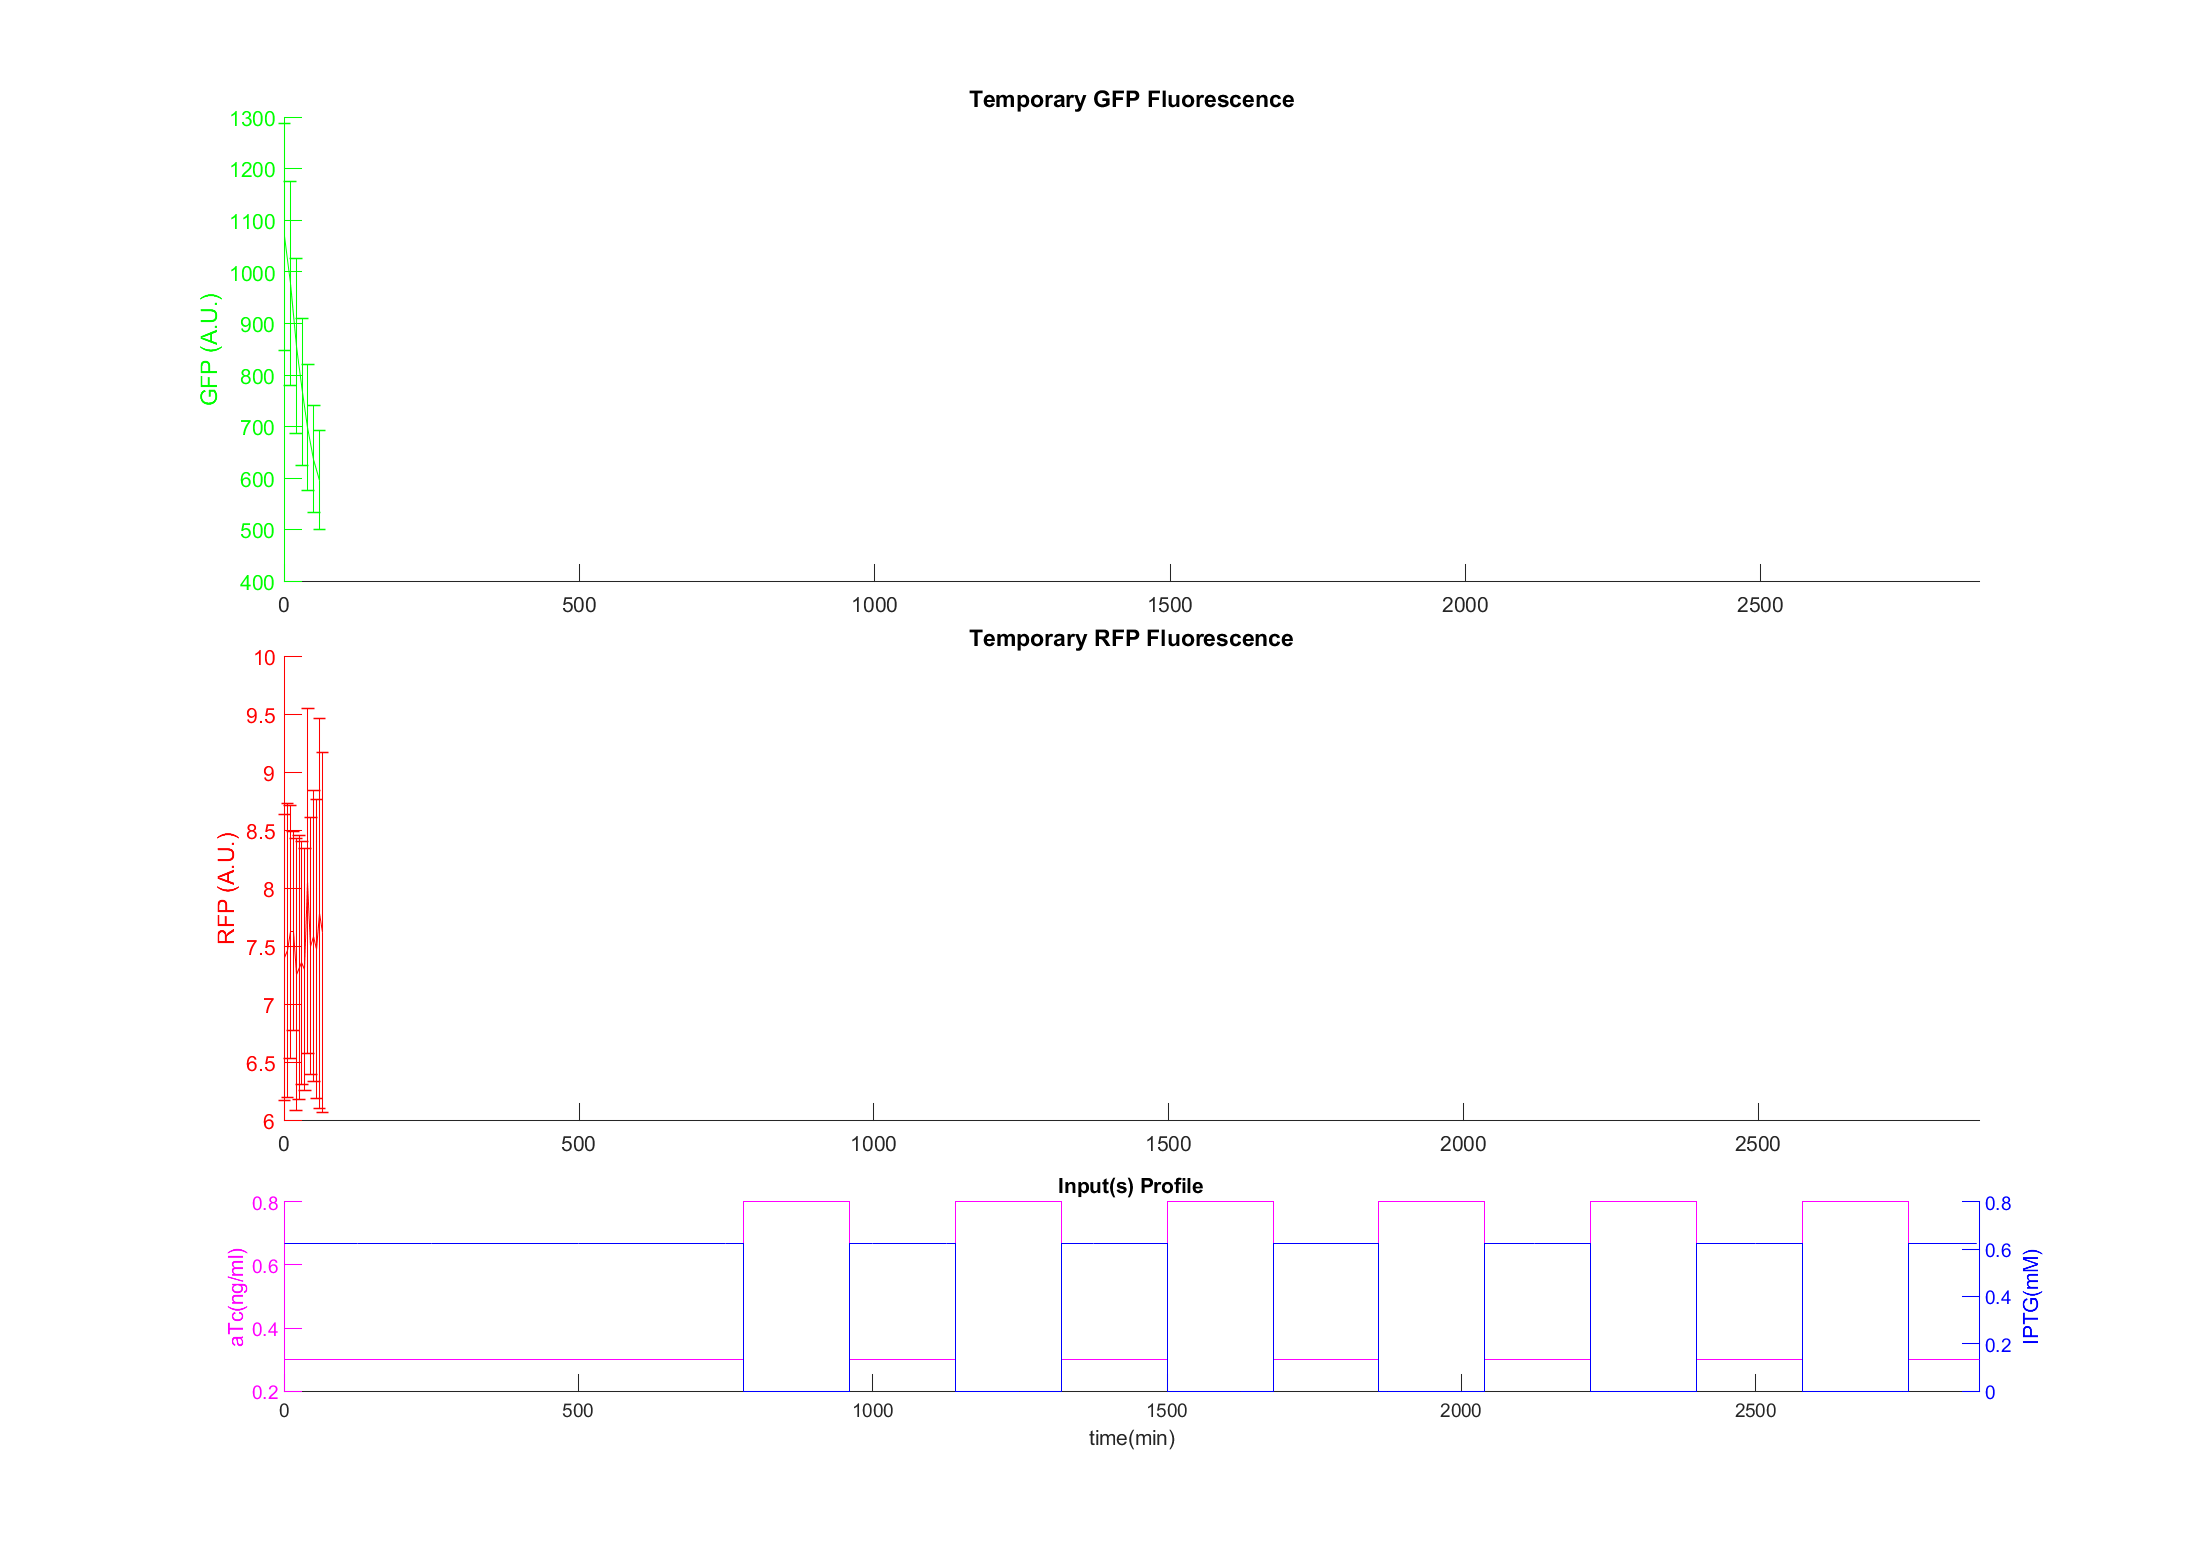 Temporary GFP Fluorescence
1300
1200
1100
1000
900
800
700
600
500
400
GFP (A.U.)
0 500 1000 1500 2000 2500
Temporary RFP Fluorescence
10
9.5
9
8.5
8
7.5
7
6.5
6
RFP (A.U.)
0 500 1000 1500 2000 2500
Input(s) Profile
0.8
0.6
0.4
0.2
aTc(ng/ml)
0.8
0.6
0.4
0.2
0
IPTG(mM)
0 500 1000 1500 2000 2500
time(min)